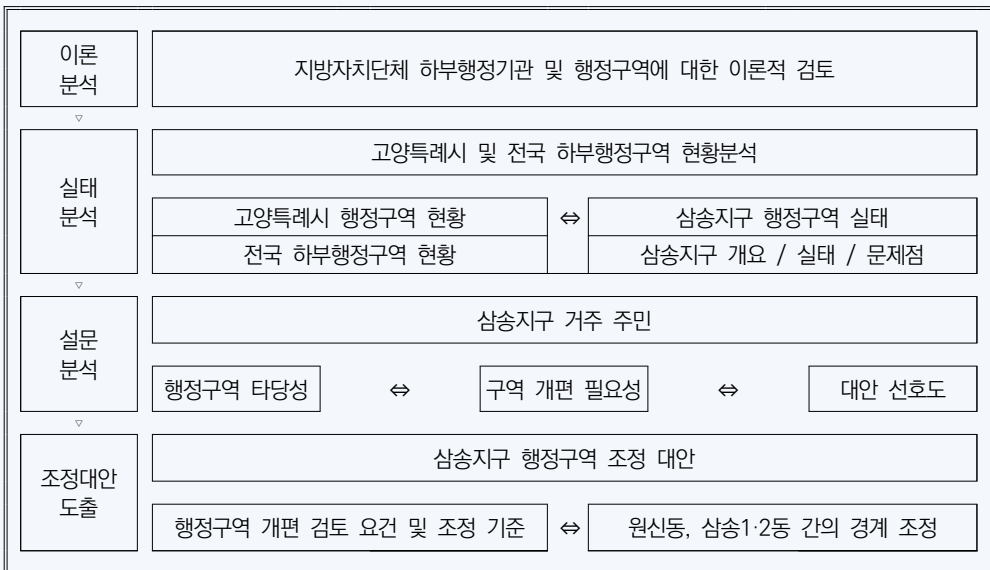 이론
분석
지방자치단체 하부행정기관 및 행정구역에 대한 이론적 검토
▽
실태
분석
고양특례시 및 전국 하부행정구역 현황분석
고양특례시 행정구역 현황 ⇔ 삼송지구 행정구역 실태
전국 하부행정구역 현황 삼송지구 개요 / 실태 / 문제점
▽
설문
분석
삼송지구 거주 주민
행정구역 타당성 ⇔ 구역 개편 필요성 ⇔ 대안 선호도
▽
조정대안
도출
삼송지구 행정구역 조정 대안
행정구역 개편 검토 요건 및 조정 기준 ⇔ 원신동, 삼송1·2동 간의 경계 조정